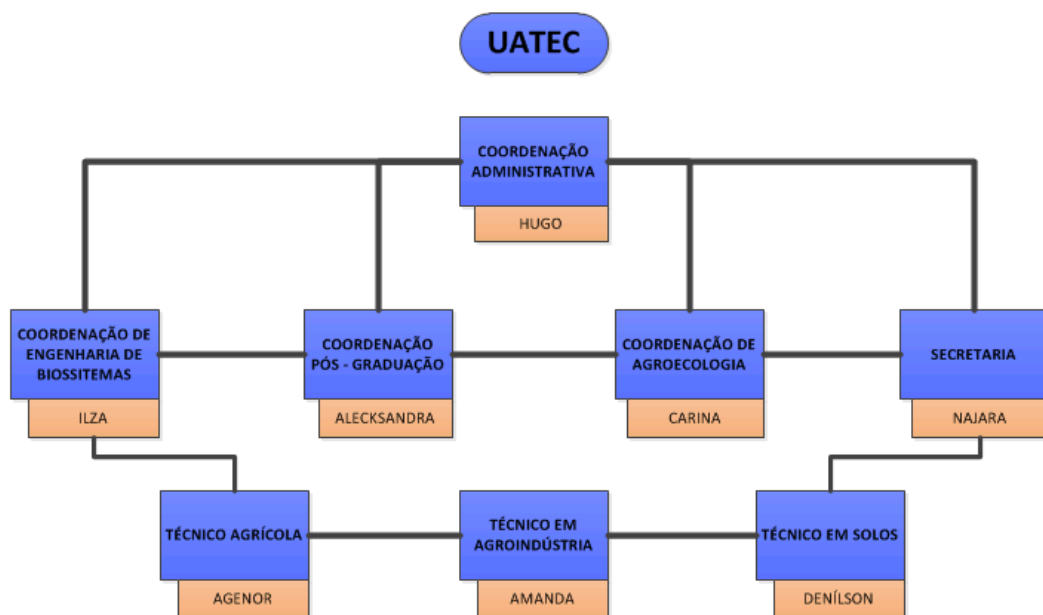 UATEC
COORDENAÇÃO
ADMINISTRATIVA
HUGO
COORDENAÇÃO DE
ENGENHARIA DE
BIOSSITEMAS
ILZA
COORDENAÇÃO
PÓS - GRADUAÇÃO
ALECKSANDRA
COORDENAÇÃO DE
AGROECOLOGIA
CARINA
SECRETARIA
NAJARA
TÉCNICO AGRÍCOLA
AGENOR
TÉCNICO EM
AGROINDÚSTRIA
AMANDA
TÉCNICO EM SOLOS
DENÍLSON